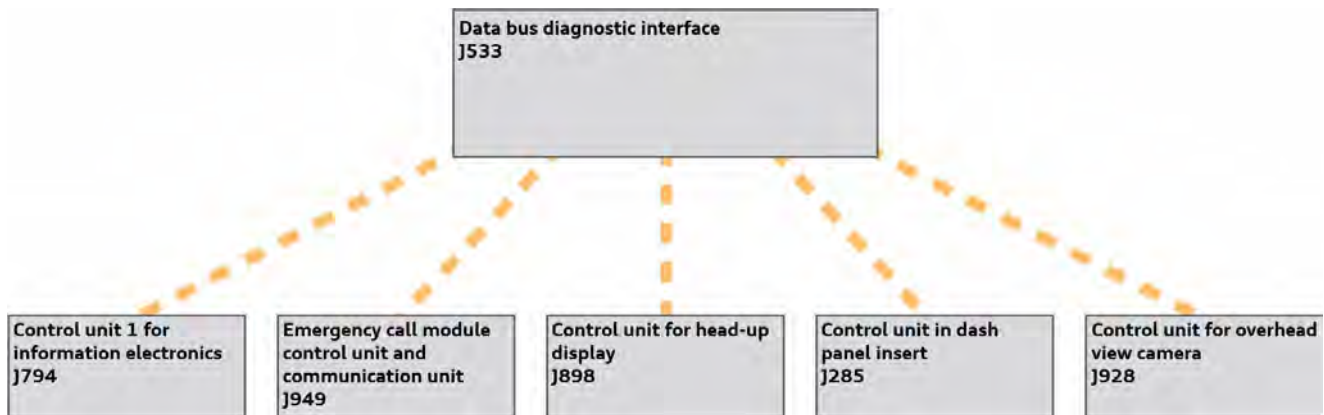 Data bus diagnostic interface
J533
Control unit 1 for
information electronics
J794
Emergency call module
control unit and
communication unit
J949
Control unit for head-up
display
J898
Control unit in dash
panel insert
J285
Control unit for overhead
view camera
J928